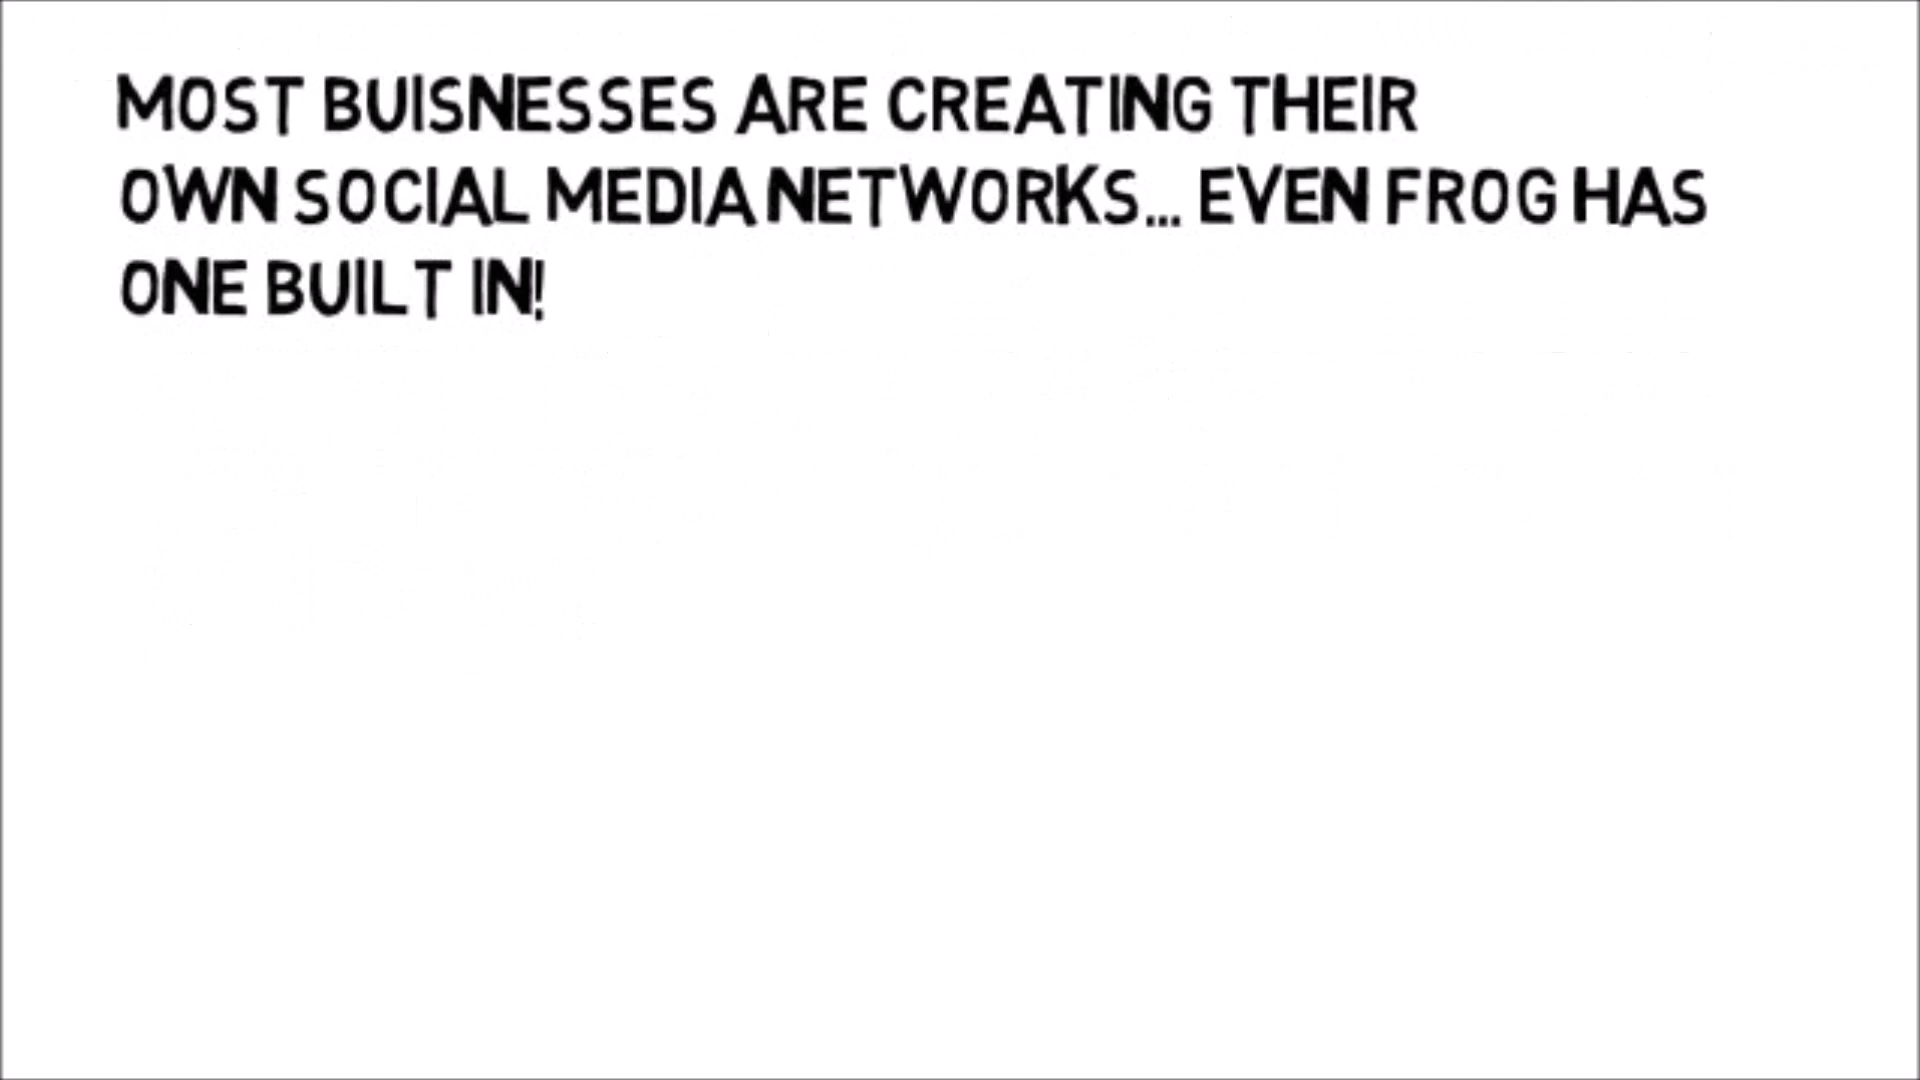 MOST BUISNESSES ARE CREATING THEIR
OWN SOCIAL MEDIA NETWORKS... EVEN FROG HAS
ONE BUILT IN!